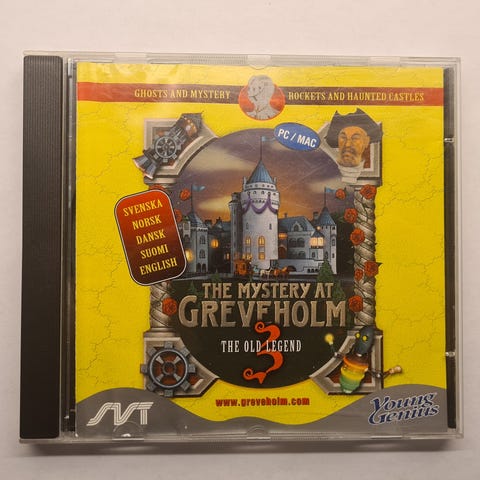 GHOSTS AND MYSTERY ROCKETS AND HAUNTED CASTLES
PC / MAC
SVENSKA
NORSK
DANSK
SUOMI
ENGLISH
THE MYSTERY AT
GREVEHOLM
3
THE OLD LEGEND
www.greveholm.com
SVT
Young
Genius